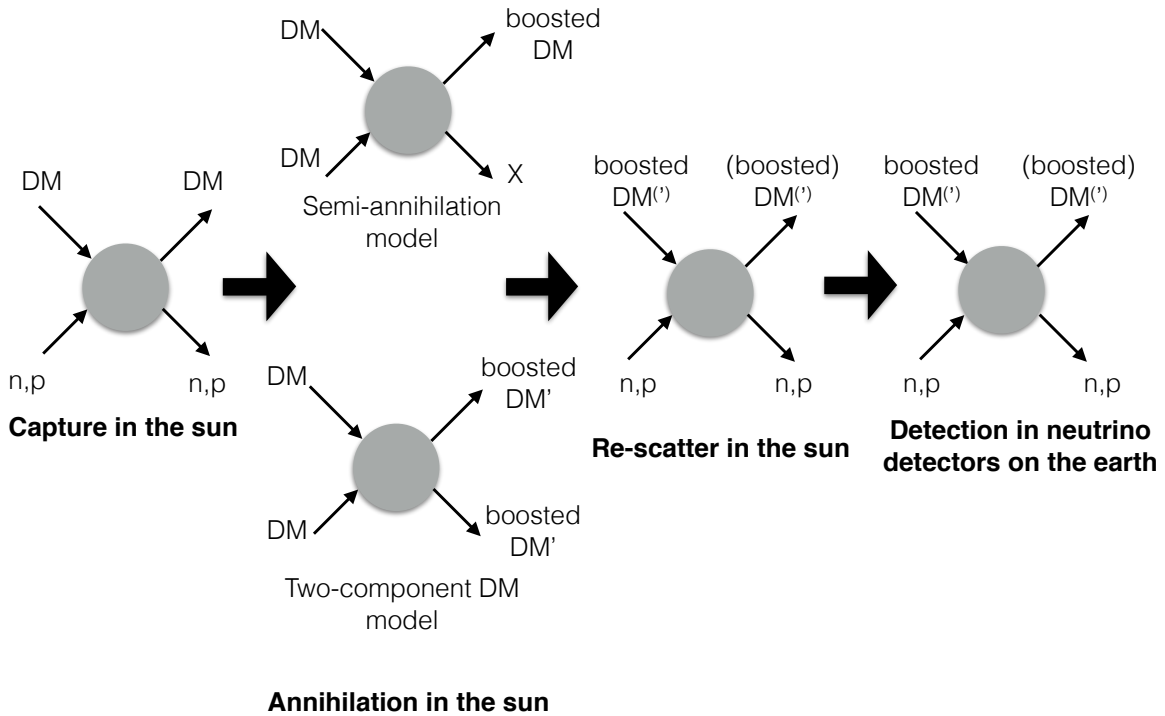 DM
DM
n,p
n,p
Capture in the sun
DM
boosted
DM
DM
X
Semi-annihilation
model
DM
boosted
DM'
DM
boosted
DM'
Two-component DM
model
Annihilation in the sun
boosted
DM(')
(boosted)
DM(')
n,p
n,p
Re-scatter in the sun
boosted
DM(')
(boosted)
DM(')
n,p
n,p
Detection in neutrino
detectors on the earth